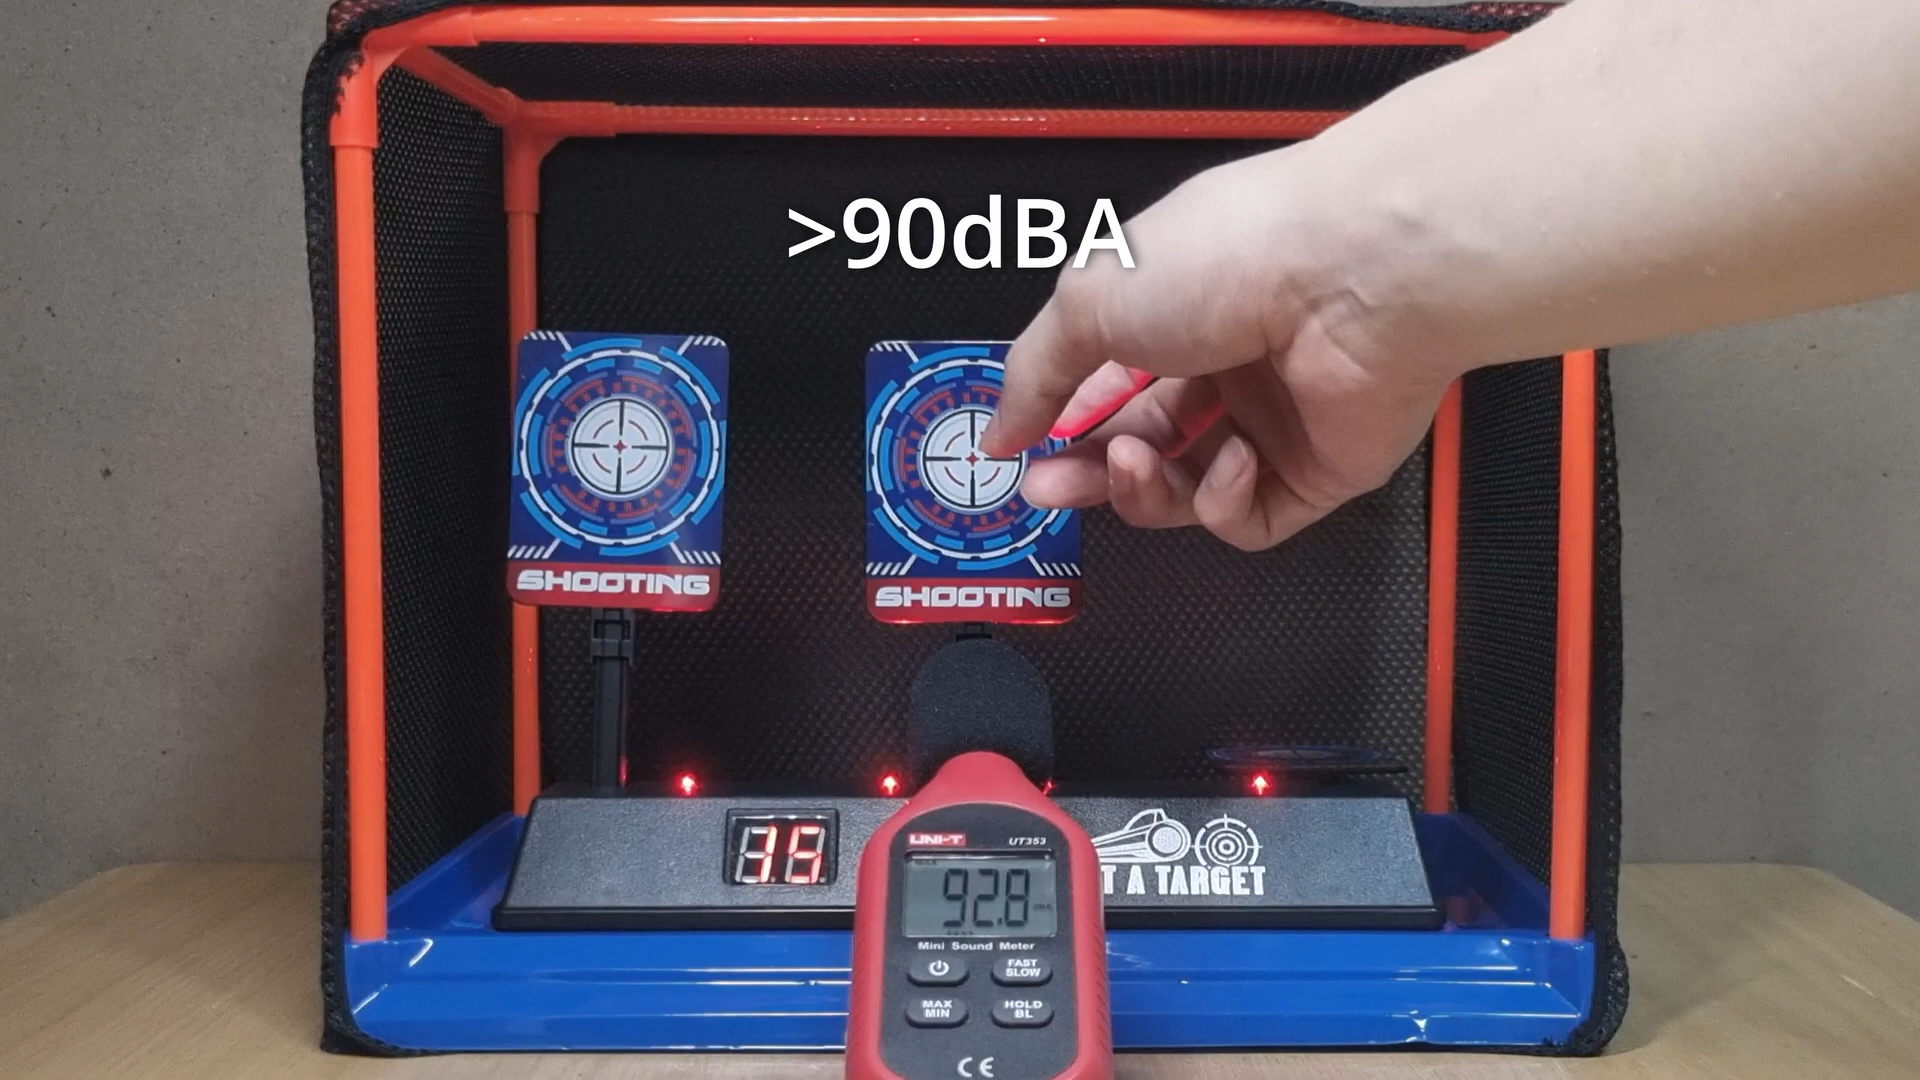 >90dBA
SHOOTING
SHOOTING
15
T A TARGET
UNI-T UT353
92.8
dBA
Mini Sound Meter
FAST
SLOW
MAX
MIN
HOLD
BL
CE